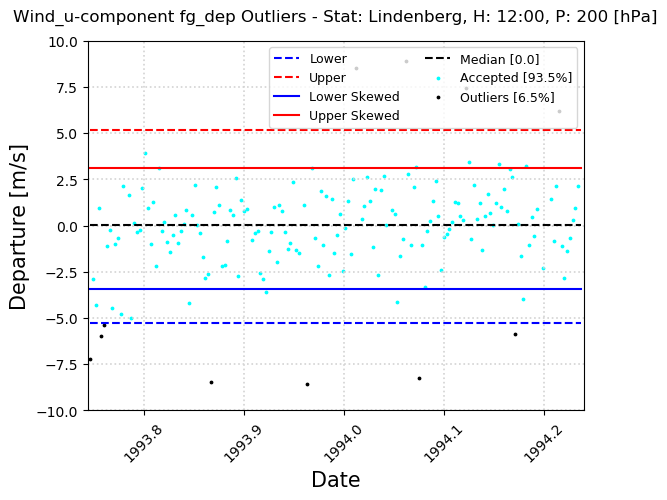 Wind_u-component fg_dep Outliers - Stat: Lindenberg, H: 12:00, P: 200 [hPa]
10.0
7.5
5.0
2.5
0.0
−2.5
−5.0
−7.5
−10.0
Departure [m/s]
Lower
Upper
Lower Skewed
Upper Skewed
Median [0.0]
Accepted [93.5%]
Outliers [6.5%]
1993.8
1993.9
1994.0
1994.1
1994.2
Date